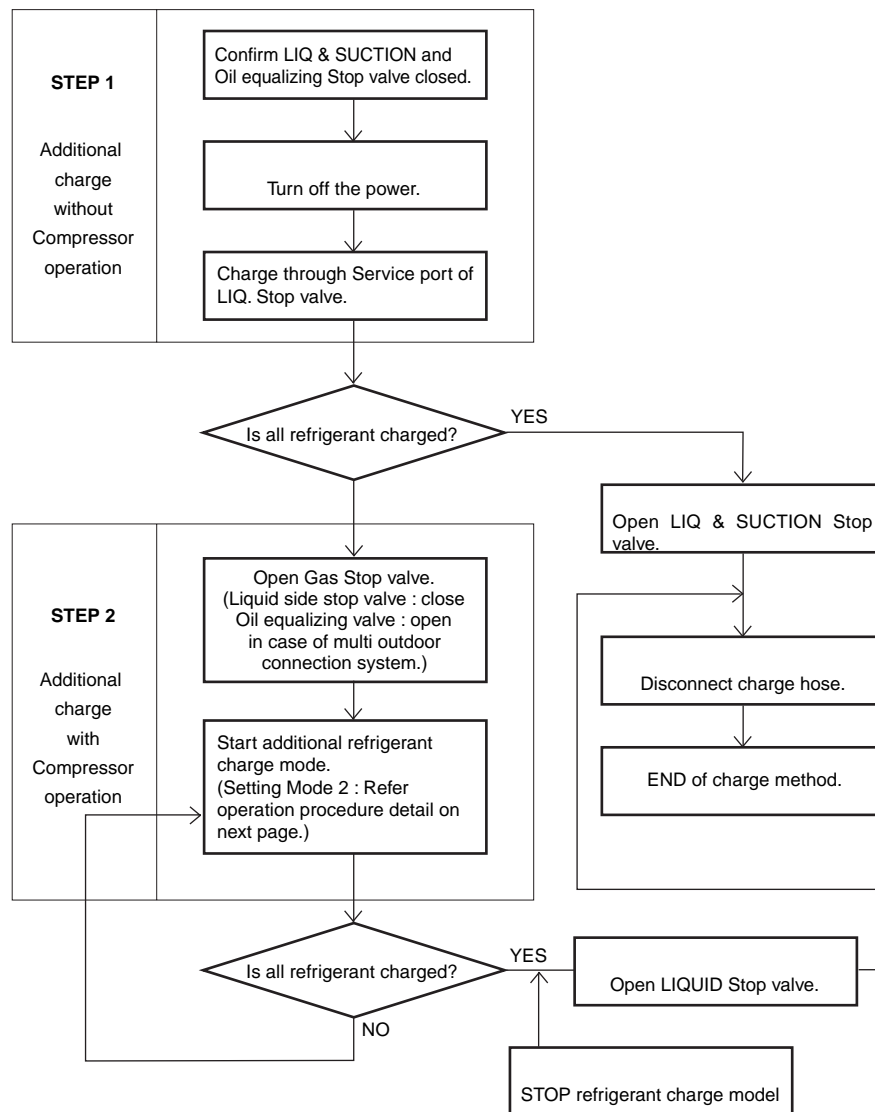 STEP 1
Additional
charge
without
Compressor
operation
Confirm LIQ & SUCTION and
Oil equalizing Stop valve closed.
Turn off the power.
Charge through Service port of
LIQ. Stop valve.
Is all refrigerant charged?
YES
Open LIQ & SUCTION Stop
valve.
Disconnect charge hose.
END of charge method.
STEP 2
Additional
charge
with
Compressor
operation
Open Gas Stop valve.
(Liquid side stop valve : close
Oil equalizing valve : open
in case of multi outdoor
connection system.)
Start additional refrigerant
charge mode.
(Setting Mode 2 : Refer
operation procedure detail on
next page.)
Is all refrigerant charged?
YES
NO
Open LIQUID Stop valve.
STOP refrigerant charge model